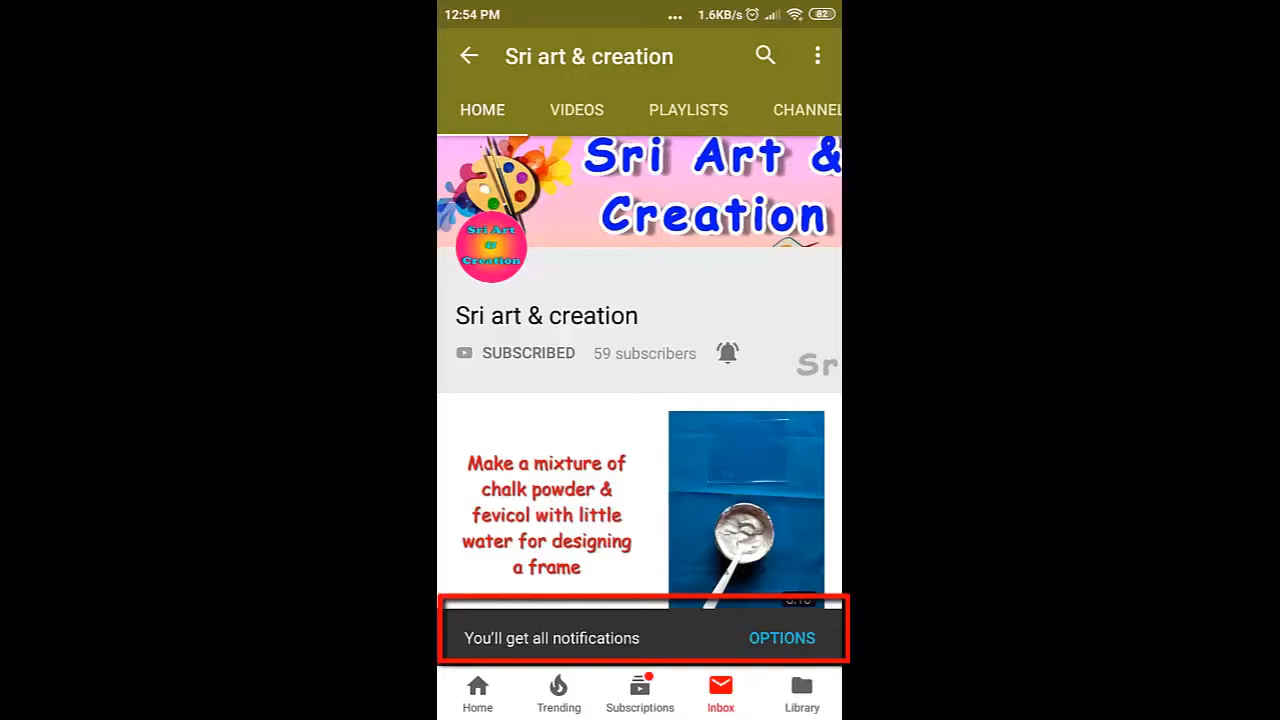 12:54 PM
... 1.6KB/s 82
Sri art & creation
HOME VIDEOS PLAYLISTS CHANNEL
Sri Art &
Creation
Sri Art
&
Creation
Sri art & creation
SUBSCRIBED 59 subscribers
Sr
Make a mixture of
chalk powder &
fevicol with little
water for designing
a frame
You'll get all notifications OPTIONS
Home Trending Subscriptions Inbox Library